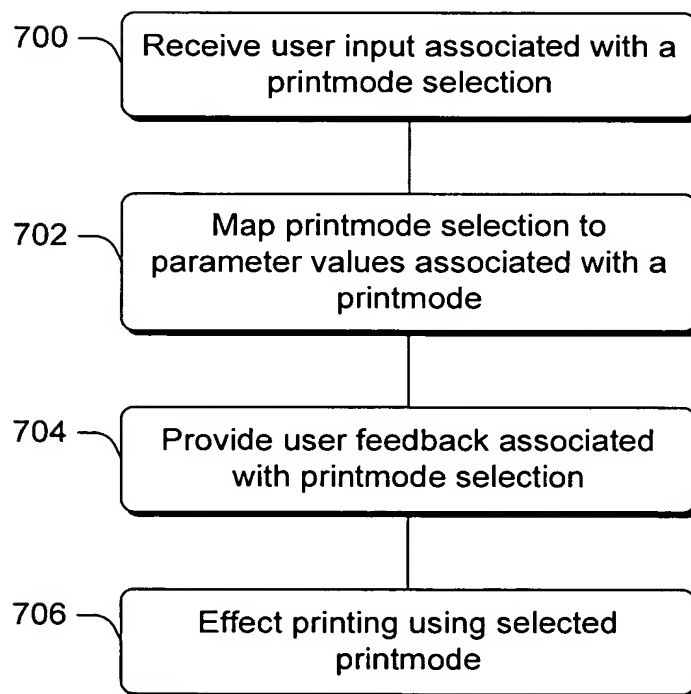 700
Receive user input associated with a
printmode selection
702
Map printmode selection to
parameter values associated with a
printmode
704
Provide user feedback associated
with printmode selection
706
Effect printing using selected
printmode